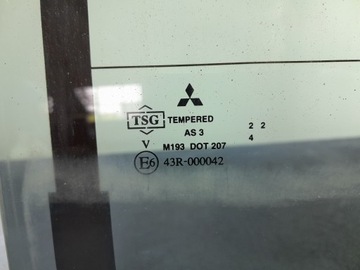 TSG TEMPERED
AS 3 2 2
V M193 DOT 207 4
E6 43R-000042